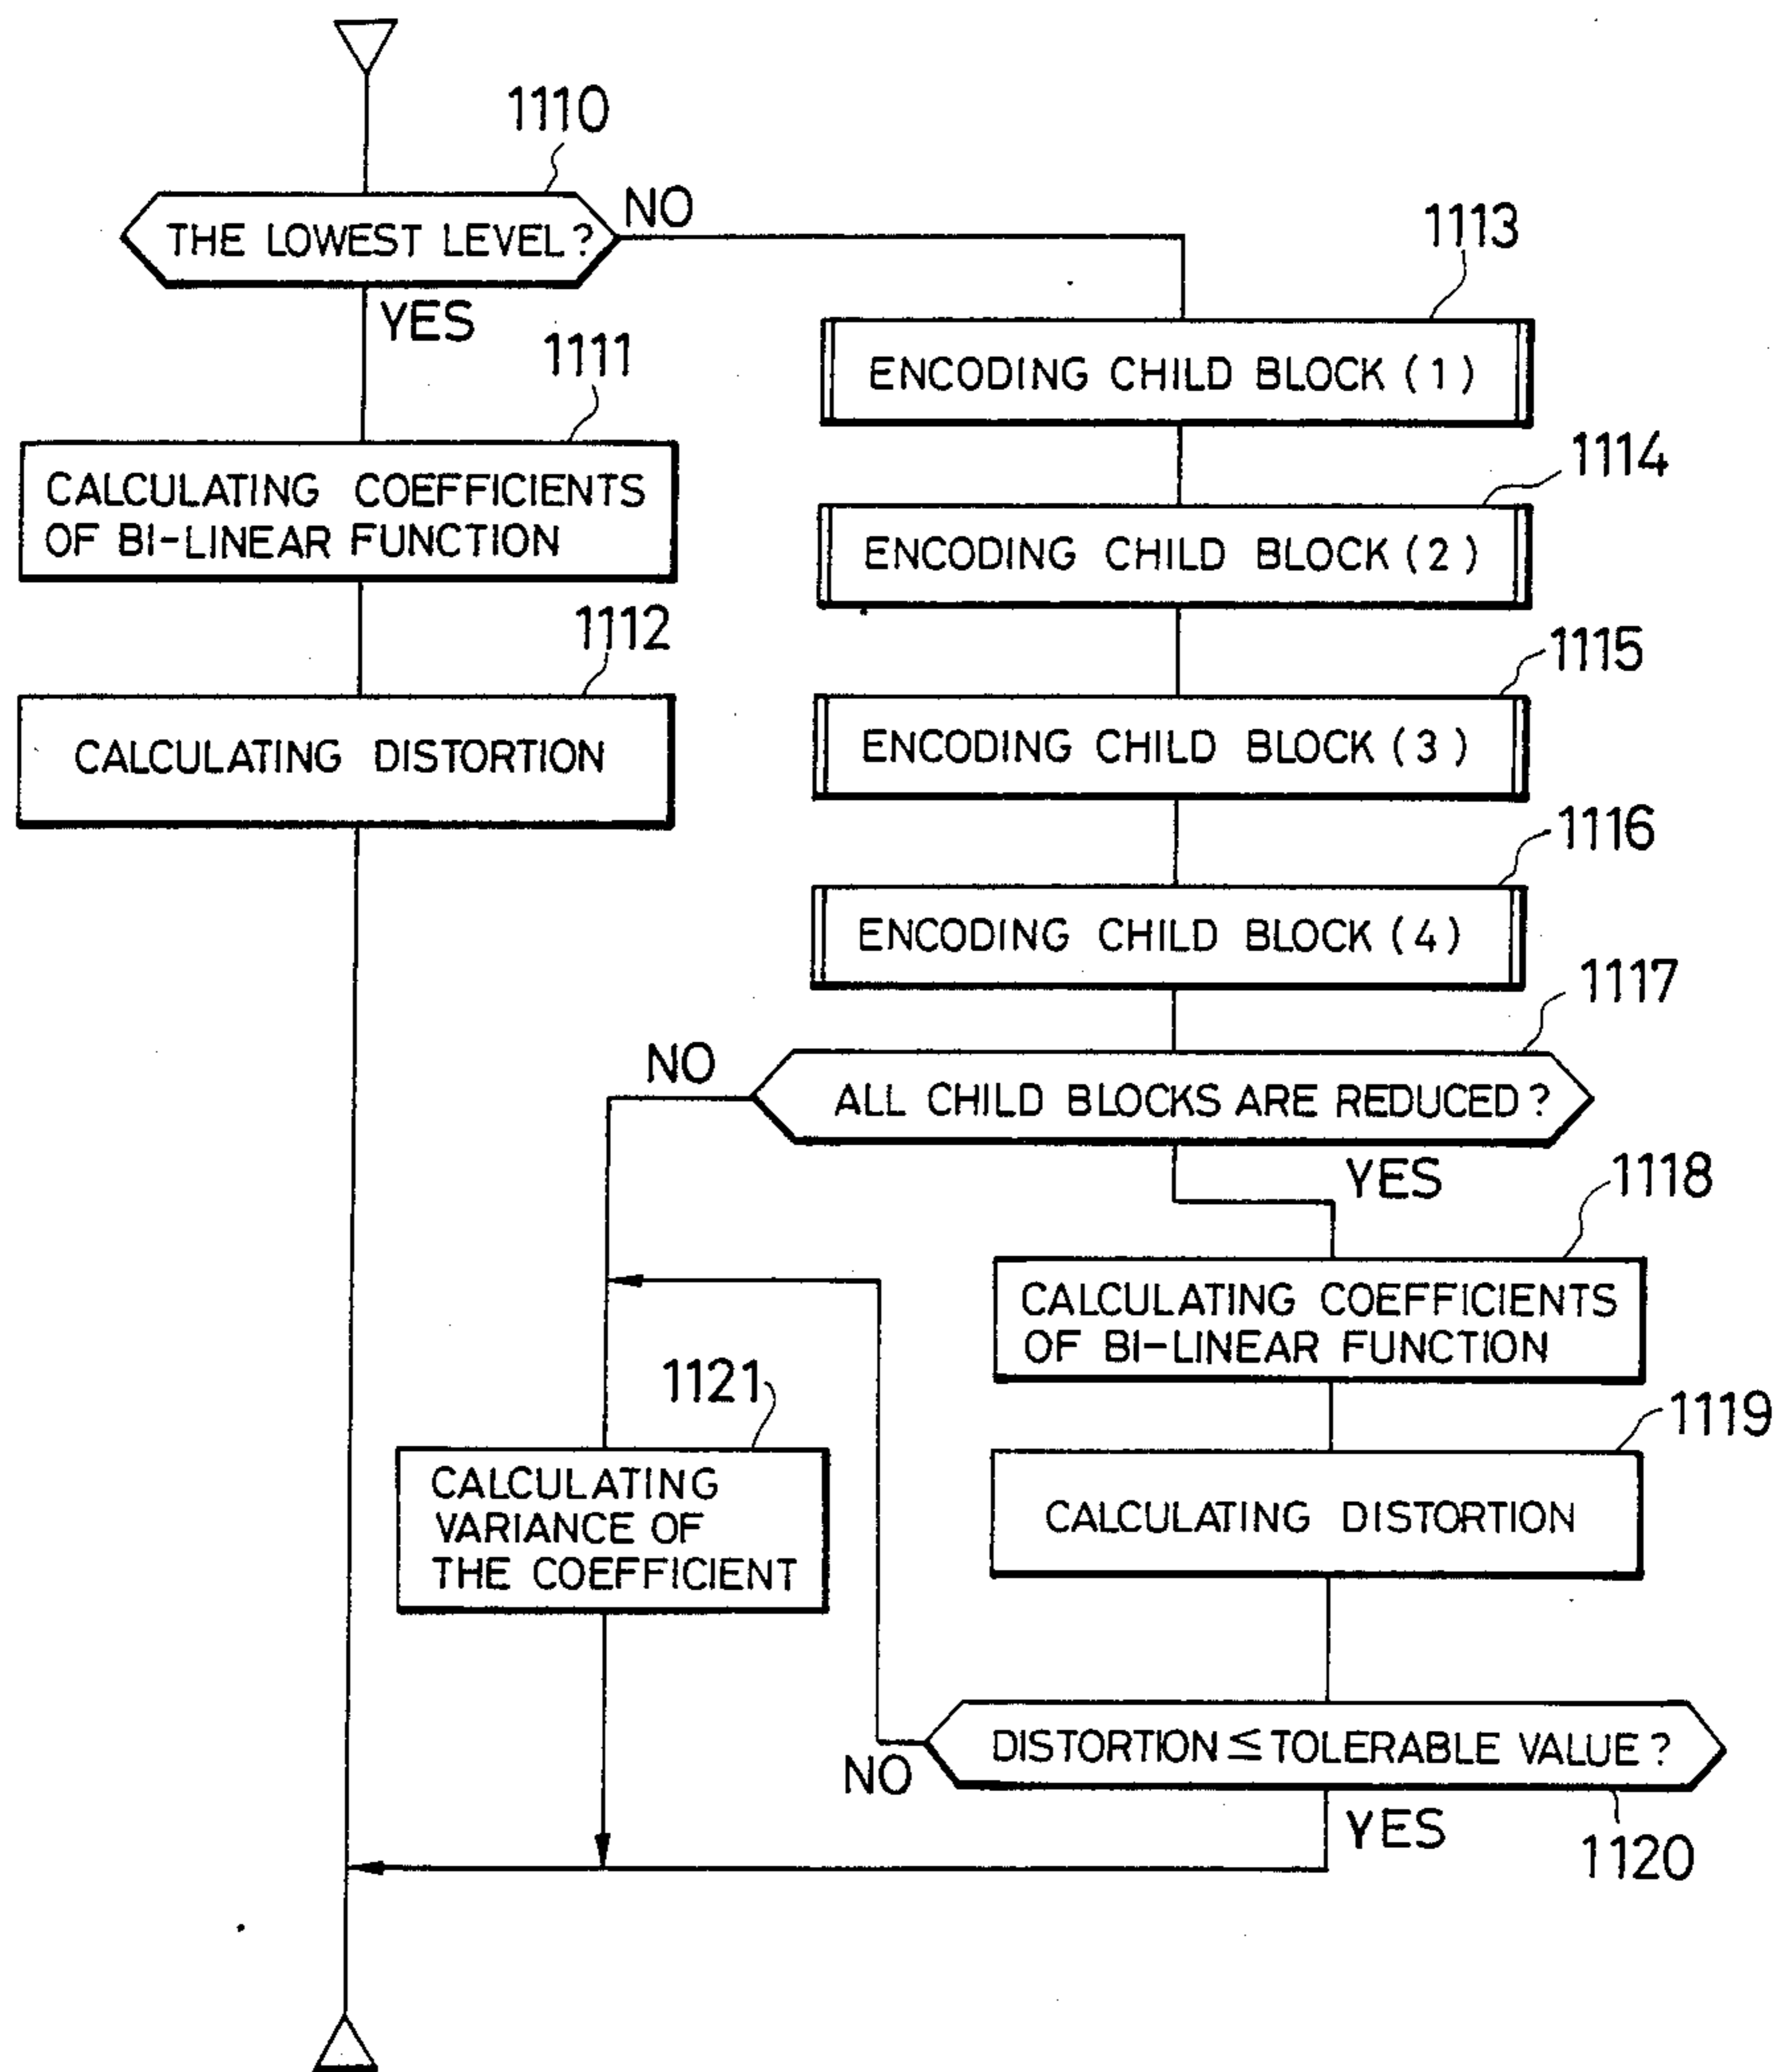 1110
THE LOWEST LEVEL?
NO
YES
1111
CALCULATING COEFFICIENTS
OF BI-LINEAR FUNCTION
1112
CALCULATING DISTORTION
1113
ENCODING CHILD BLOCK (1)
1114
ENCODING CHILD BLOCK (2)
1115
ENCODING CHILD BLOCK (3)
1116
ENCODING CHILD BLOCK (4)
1117
ALL CHILD BLOCKS ARE REDUCED?
NO
YES
1118
CALCULATING COEFFICIENTS
OF BI-LINEAR FUNCTION
1119
CALCULATING DISTORTION
DISTORTION ≤ TOLERABLE VALUE?
1120
NO
YES
1121
CALCULATING
VARIANCE OF
THE COEFFICIENT